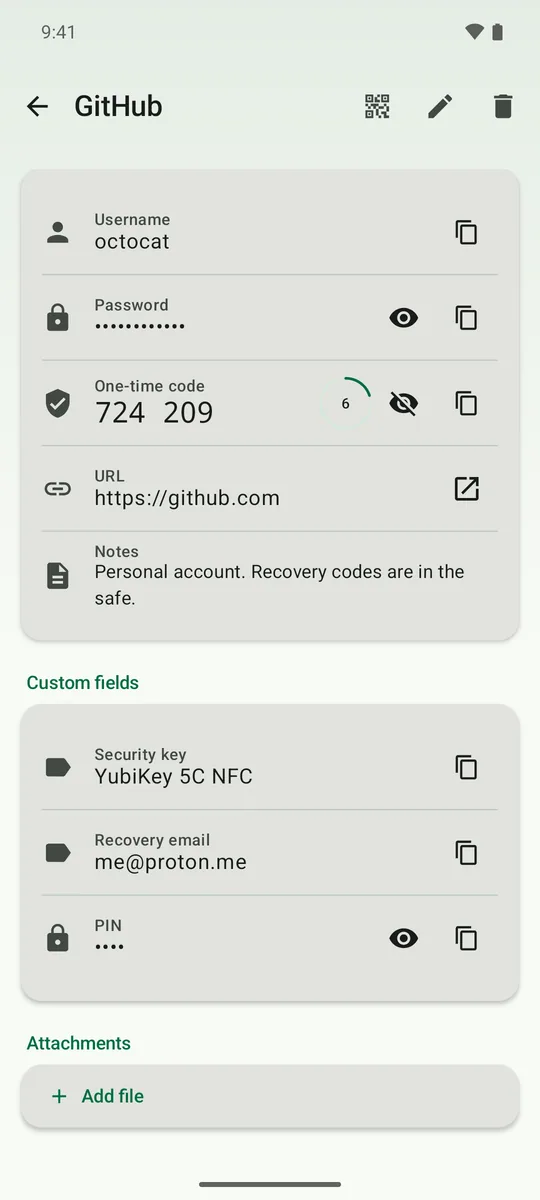 9:41
GitHub
Username
octocat
Password
••••••••••••
One-time code
724 209
6
URL
https://github.com
Notes
Personal account. Recovery codes are in the
safe.
Custom fields
Security key
YubiKey 5C NFC
Recovery email
me@proton.me
PIN
••••
Attachments
+ Add file